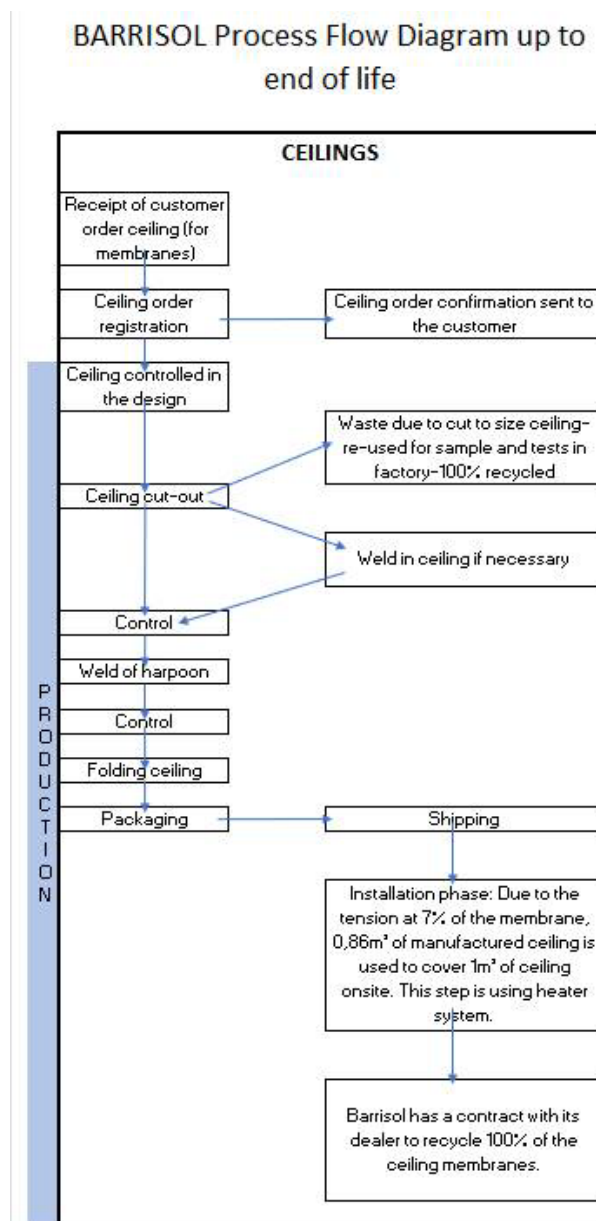 BARRISOL Process Flow Diagram up to
end of life
CEILINGS
Receipt of customer
order ceiling (for
membranes)
Ceiling order
registration
Ceiling order confirmation sent to
the customer
Ceiling controlled in
the design
Waste due to cut to size ceiling-
re-used for sample and tests in
factory-100% recycled
Ceiling cut-out
Weld in ceiling if necessary
Control
Weld of harpoon
Control
Folding ceiling
Packaging
Shipping
PRODUCTION
Installation phase: Due to the
tension at 7% of the membrane,
0,86m² of manufactured ceiling is
used to cover 1m² of ceiling
onsite. This step is using heater
system.
Barrisol has a contract with its
dealer to recycle 100% of the
ceiling membranes.